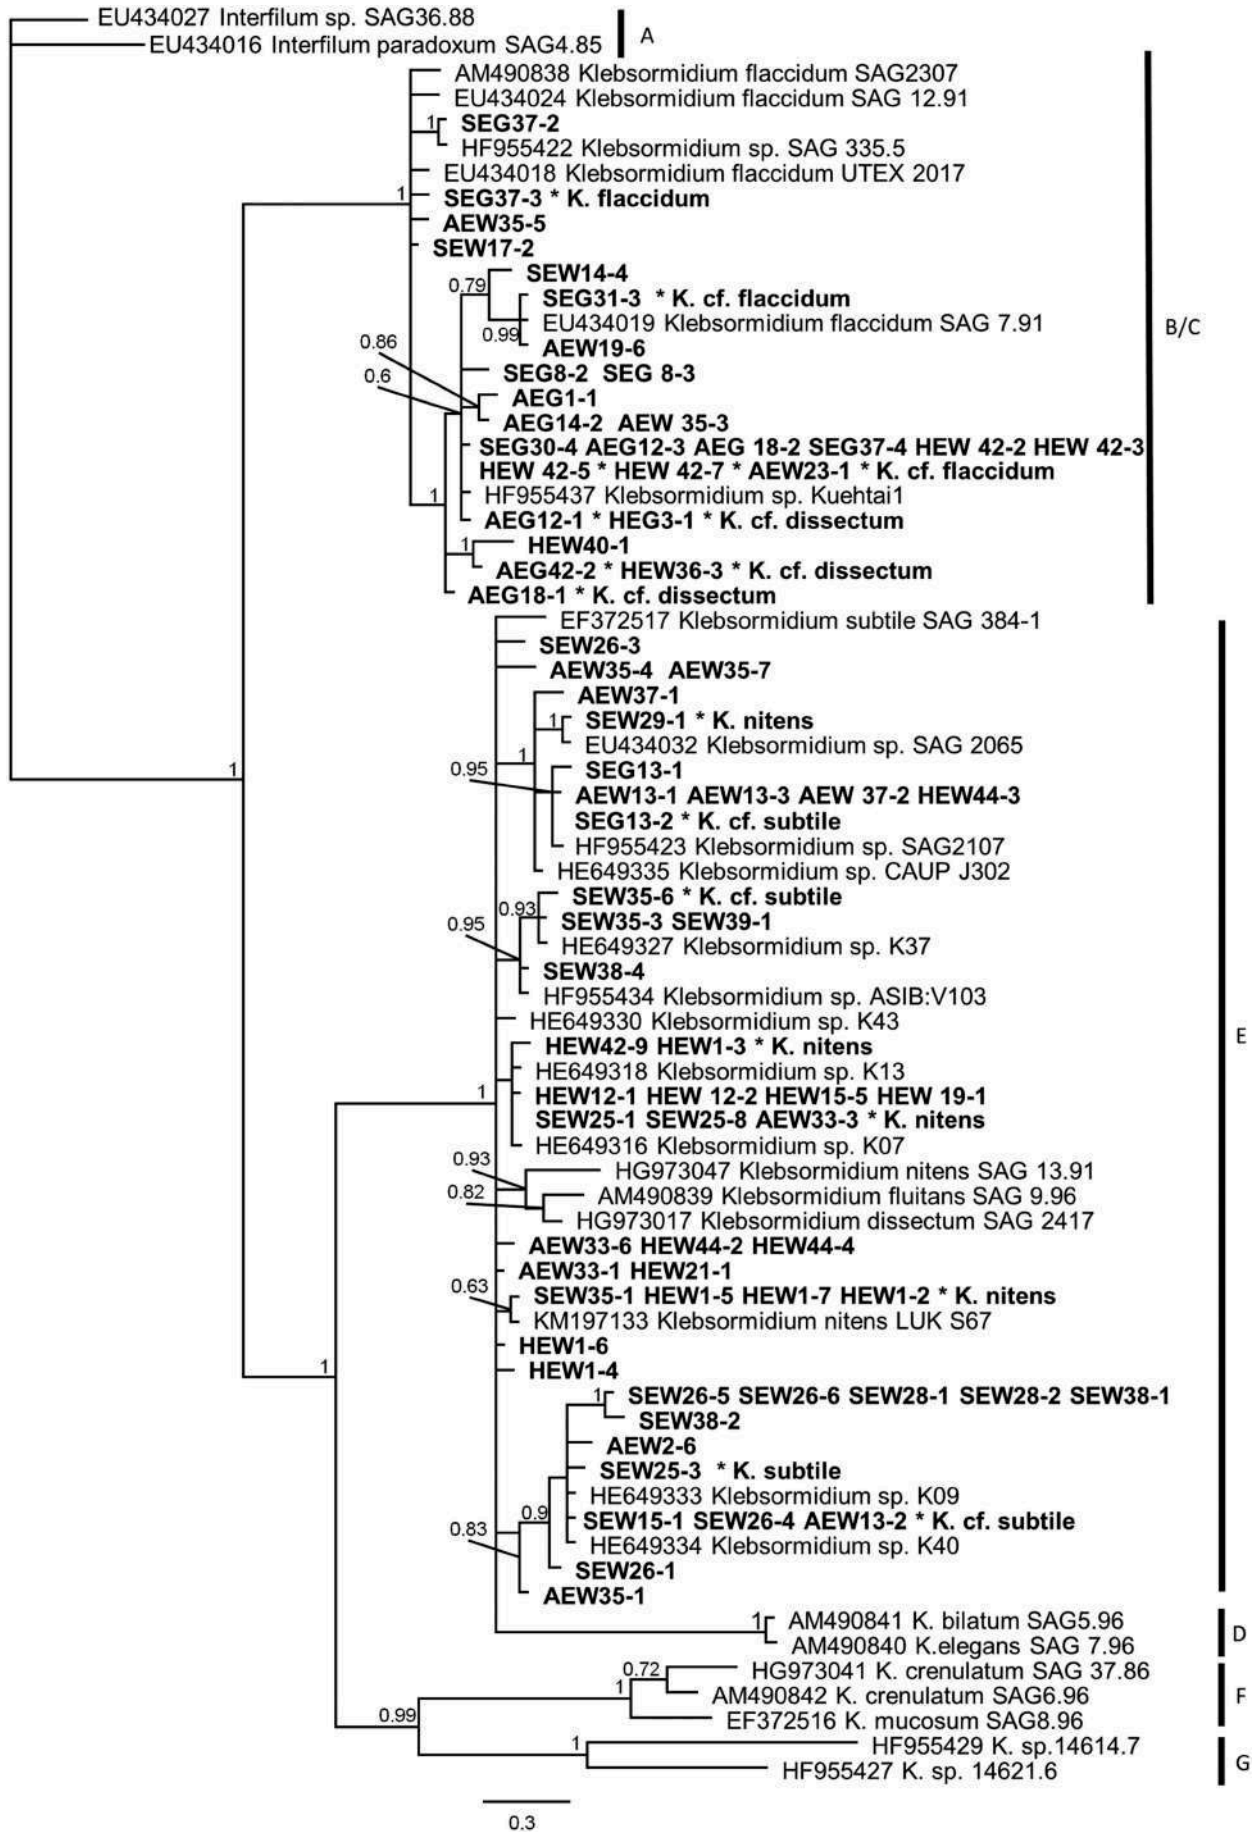 EU434027 Interfilum sp. SAG36.88
EU434016 Interfilum paradoxum SAG4.85
A
AM490838 Klebsormidium flaccidum SAG2307
EU434024 Klebsormidium flaccidum SAG 12.91
1
SEG37-2
HF955422 Klebsormidium sp. SAG 335.5
EU434018 Klebsormidium flaccidum UTEX 2017
1
SEG37-3 * K. flaccidum
AEW35-5
SEW17-2
SEW14-4
0.79
SEG31-3 * K. cf. flaccidum
EU434019 Klebsormidium flaccidum SAG 7.91
B/C
0.99
AEW19-6
0.86
SEG8-2 SEG 8-3
0.6
AEG1-1
AEG14-2 AEW 35-3
SEG30-4 AEG12-3 AEG 18-2 SEG37-4 HEW 42-2 HEW 42-3
HEW 42-5 * HEW 42-7 * AEW23-1 * K. cf. flaccidum
1
HF955437 Klebsormidium sp. Kuehtai1
AEG12-1 * HEG3-1 * K. cf. dissectum
1
HEW40-1
AEG42-2 * HEW36-3 * K. cf. dissectum
AEG18-1 * K. cf. dissectum
EF372517 Klebsormidium subtile SAG 384-1
SEW26-3
AEW35-4 AEW35-7
AEW37-1
1
SEW29-1 * K. nitens
EU434032 Klebsormidium sp. SAG 2065
1
1
SEG13-1
0.95
AEW13-1 AEW13-3 AEW 37-2 HEW44-3
SEG13-2 * K. cf. subtile
HF955423 Klebsormidium sp. SAG2107
HE649335 Klebsormidium sp. CAUP J302
SEW35-6 * K. cf. subtile
0.93
SEW35-3 SEW39-1
0.95
HE649327 Klebsormidium sp. K37
SEW38-4
HF955434 Klebsormidium sp. ASIB:V103
HE649330 Klebsormidium sp. K43
E
HEW42-9 HEW1-3 * K. nitens
HE649318 Klebsormidium sp. K13
1
HEW12-1 HEW 12-2 HEW15-5 HEW 19-1
SEW25-1 SEW25-8 AEW33-3 * K. nitens
HE649316 Klebsormidium sp. K07
0.93
HG973047 Klebsormidium nitens SAG 13.91
0.82
AM490839 Klebsormidium fluitans SAG 9.96
HG973017 Klebsormidium dissectum SAG 2417
AEW33-6 HEW44-2 HEW44-4
AEW33-1 HEW21-1
0.63
SEW35-1 HEW1-5 HEW1-7 HEW1-2 * K. nitens
KM197133 Klebsormidium nitens LUK S67
HEW1-6
1
HEW1-4
1
SEW26-5 SEW26-6 SEW28-1 SEW28-2 SEW38-1
SEW38-2
AEW2-6
SEW25-3 * K. subtile
HE649333 Klebsormidium sp. K09
0.9
SEW15-1 SEW26-4 AEW13-2 * K. cf. subtile
0.83
HE649334 Klebsormidium sp. K40
SEW26-1
AEW35-1
1
AM490841 K. bilatum SAG5.96
D
AM490840 K.elegans SAG 7.96
0.72
HG973041 K. crenulatum SAG 37.86
1
AM490842 K. crenulatum SAG6.96
F
0.99
EF372516 K. mucosum SAG8.96
1
HF955429 K. sp.14614.7
G
HF955427 K. sp. 14621.6
0.3